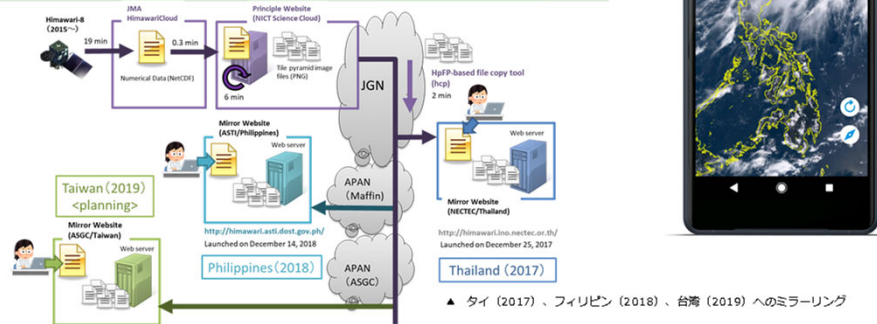 Himawari-8
(2015~)
19 min
JMA
HimawariCloud
Numerical Data (NetCDF)
0.3 min
Principle Website
(NICT Science Cloud)
6 min
Tile pyramid image
files (PNG)
JGN
HpFP-based file copy tool
(hcp)
2 min
Mirror Website
(ASTI/Philippines)
Web server
http://himawari.asti.dost.gov.ph/
Launched on December 14, 2018
Philippines(2018)
APAN
(Maffin)
Web server
Mirror Website
(NECTEC/Thailand)
http://himawari.ino.nectec.or.th/
Launched on December 25, 2017
Thailand(2017)
Taiwan(2019)
<planning>
Mirror Website
(ASGC/Taiwan)
Web server
APAN
(ASGC)
▲ タイ(2017)、フィリピン(2018)、台湾(2019)へのミラーリング